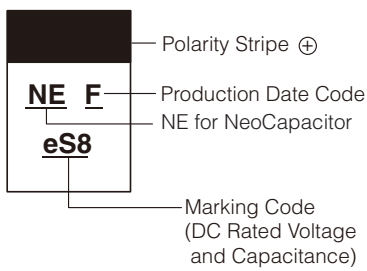 Polarity Stripe ⊕
NE F
Production Date Code
NE for NeoCapacitor
eS8
Marking Code
(DC Rated Voltage
and Capacitance)